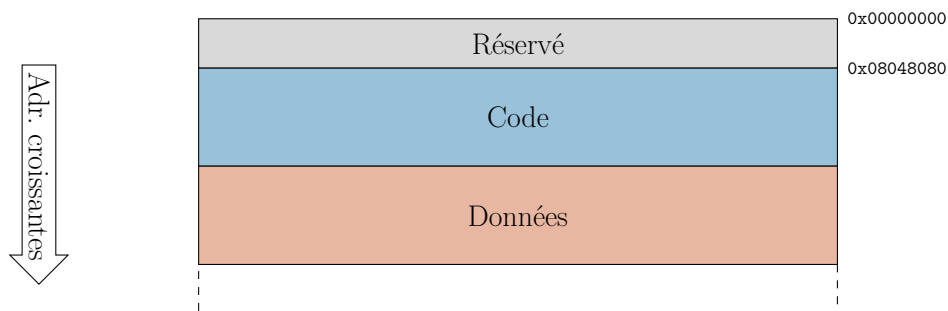 0x00000000
Réservé
0x08048080
Code
Données
Adr. croissantes